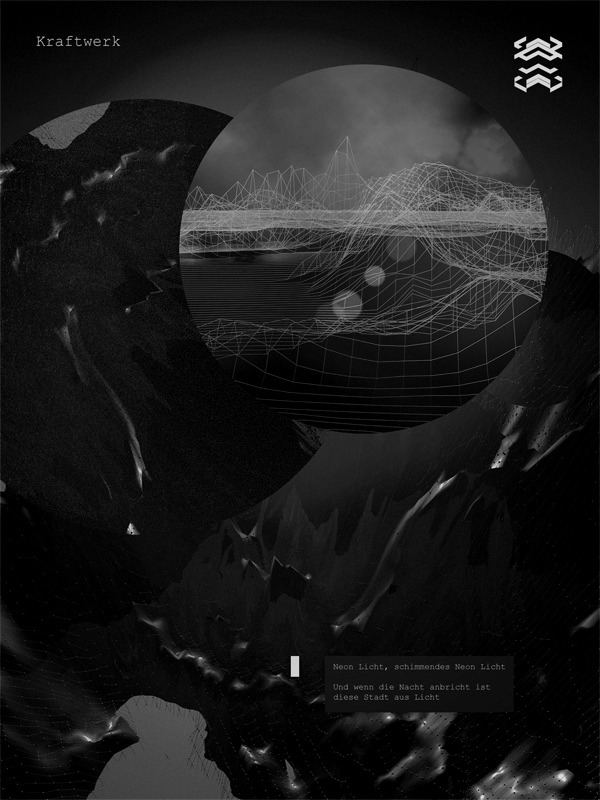 Kraftwerk
Neon Licht, schimmendes Neon Licht
Und wenn die Nacht anbricht ist
diese Stadt aus Licht